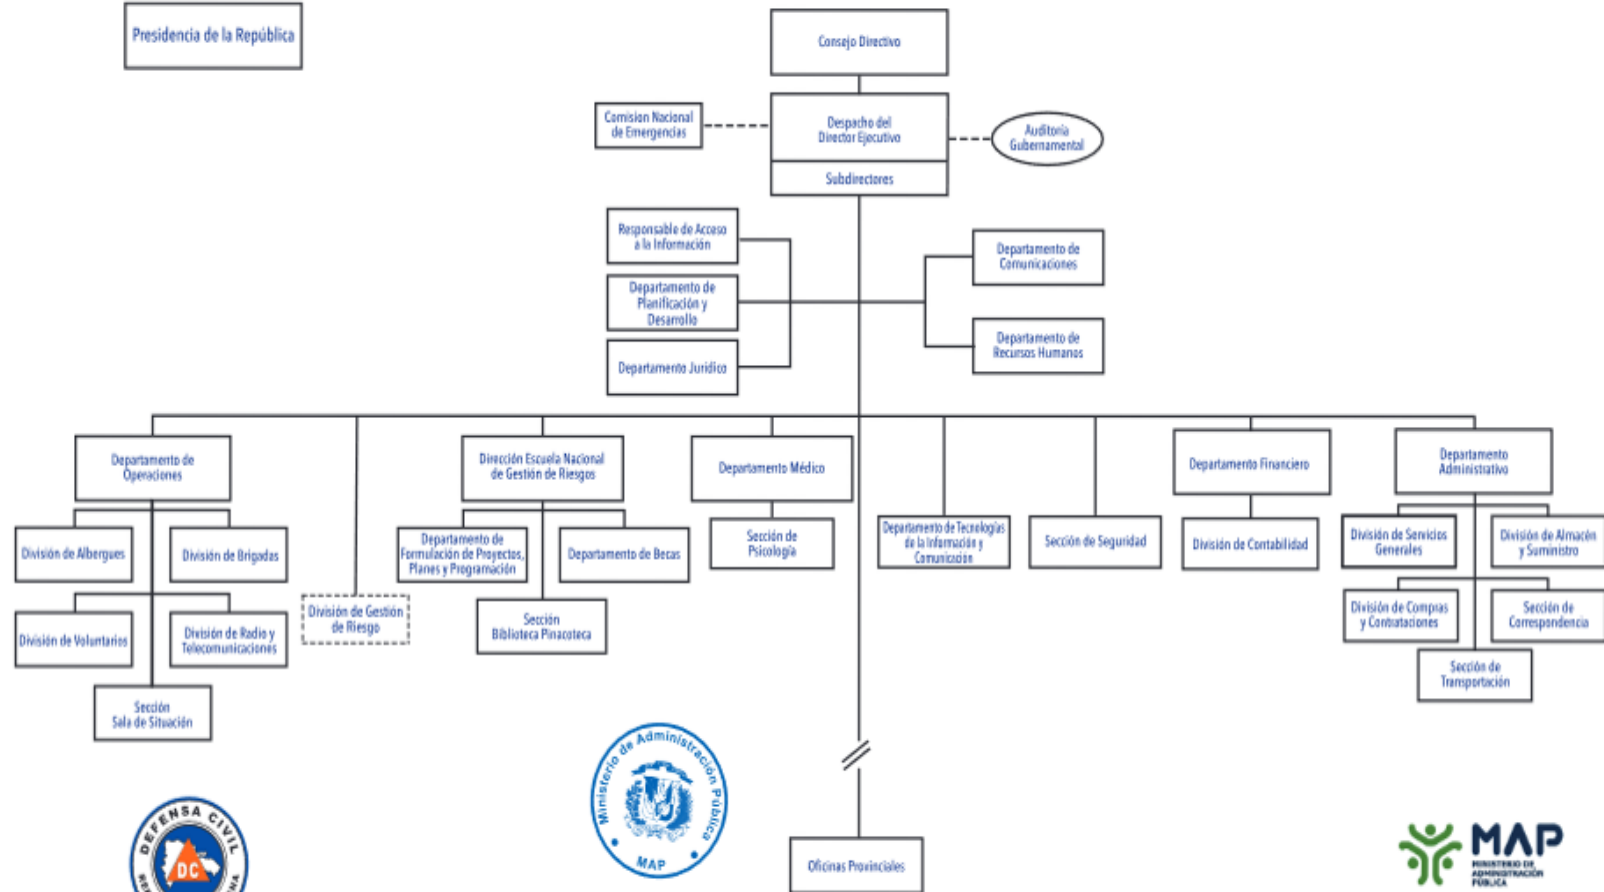 Presidencia de la República
Consejo Directivo
Comision Nacional
de Emergencias
Despacho del
Director Ejecutivo
Auditoría
Gubernamental
Subdirectores
Responsable de Acceso
a la Información
Departamento de
Comunicaciones
Departamento de
Planificación y
Desarrollo
Departamento de
Recursos Humanos
Departamento Jurídico
Departamento de
Operaciones
Dirección Escuela Nacional
de Gestión de Riesgos
Departamento Médico
Departamento Financiero
Departamento
Administrativo
División de Albergues
División de Brigadas
Departamento de
Formulación de Proyectos,
Planes y Programación
Departamento de Becas
Sección de
Psicología
Departamento de Tecnologías
de la Información y
Comunicación
Sección de Seguridad
División de Contabilidad
División de Servicios
Generales
División de Almacén
y Suministro
División de Voluntarios
División de Radio y
Telecomunicaciones
División de Gestión
de Riesgo
Sección
Biblioteca Pinacoteca
División de Compras
y Contrataciones
Sección de
Correspondencia
Sección
Sala de Situación
Sección de
Transportación
Oficinas Provinciales
DEFENSA CIVIL
DC
Ministerio de Administración Pública
MAP
MAP
MINISTERIO DE
ADMINISTRACIÓN
PÚBLICA